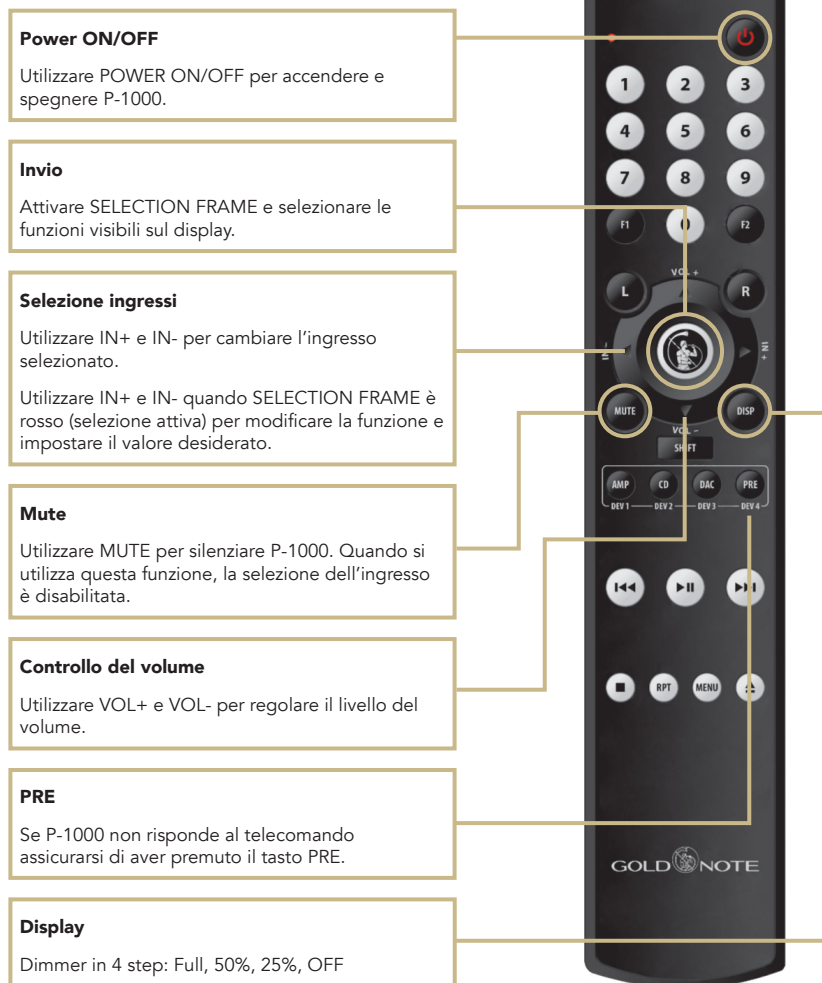 Power ON/OFF
Utilizzare POWER ON/OFF per accendere e
spegnere P-1000.
Invio
Attivare SELECTION FRAME e selezionare le
funzioni visibili sul display.
Selezione ingressi
Utilizzare IN+ e IN- per cambiare l'ingresso
selezionato.
Utilizzare IN+ e IN- quando SELECTION FRAME è
rosso (selezione attiva) per modificare la funzione e
impostare il valore desiderato.
Mute
Utilizzare MUTE per silenziare P-1000. Quando si
utilizza questa funzione, la selezione dell'ingresso
è disabilitata.
Controllo del volume
Utilizzare VOL+ e VOL- per regolare il livello del
volume.
PRE
Se P-1000 non risponde al telecomando
assicurarsi di aver premuto il tasto PRE.
Display
Dimmer in 4 step: Full, 50%, 25%, OFF
1 2 3
4 5 6
7 8 9
F1 0 F2
VOL +
L R
IN - IN +
MUTE DISP
VOL -
SHIFT
AMP CD DAC PRE
DEV 1 DEV 2 DEV 3 DEV 4
RPT MENU
GOLD NOTE